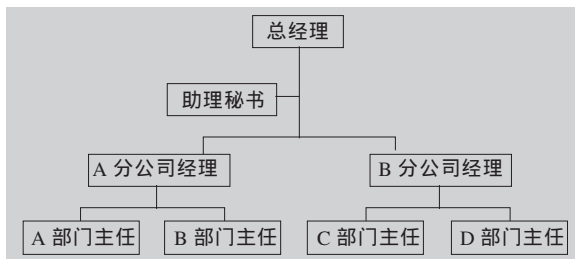 总经理
助理秘书
A 分公司经理
B 分公司经理
A 部门主任
B 部门主任
C 部门主任
D 部门主任